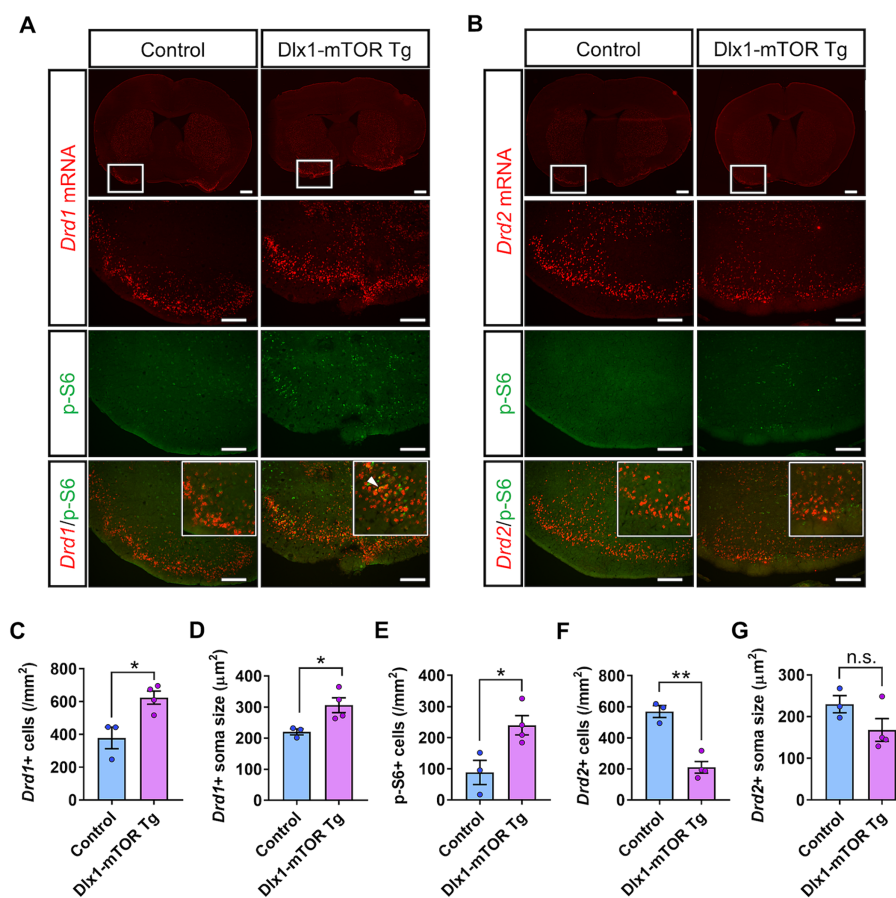 A
B
Control
Dlx1-mTOR Tg
Control
Dlx1-mTOR Tg
Drd1 mRNA
Drd2 mRNA
p-S6
p-S6
Drd1/p-S6
Drd2/p-S6
C
Drd1+ cells (/mm²)
800
600
400
200
0
*
Control
Dlx1-mTOR Tg
D
Drd1+ soma size (μm²)
400
300
200
100
0
*
Control
Dlx1-mTOR Tg
E
p-S6+ cells (/mm²)
400
300
200
100
0
*
Control
Dlx1-mTOR Tg
F
Drd2+ cells (/mm²)
800
600
400
200
0
**
Control
Dlx1-mTOR Tg
G
Drd2+ soma size (μm²)
300
200
100
0
n.s.
Control
Dlx1-mTOR Tg